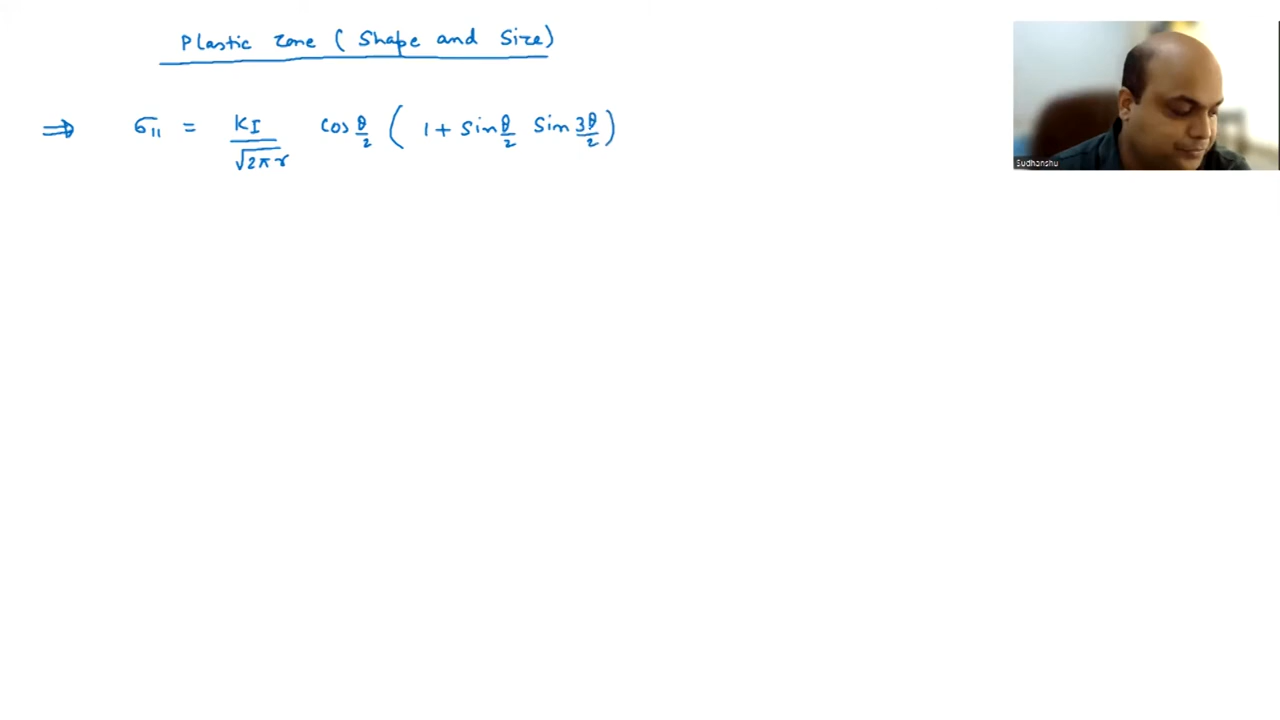 Plastic Zone ( Shape and Size)
⇒ σ11 = KI/√2πr cos θ/2 ( 1 + sin θ/2 sin 3θ/2 )
Sudhanshu